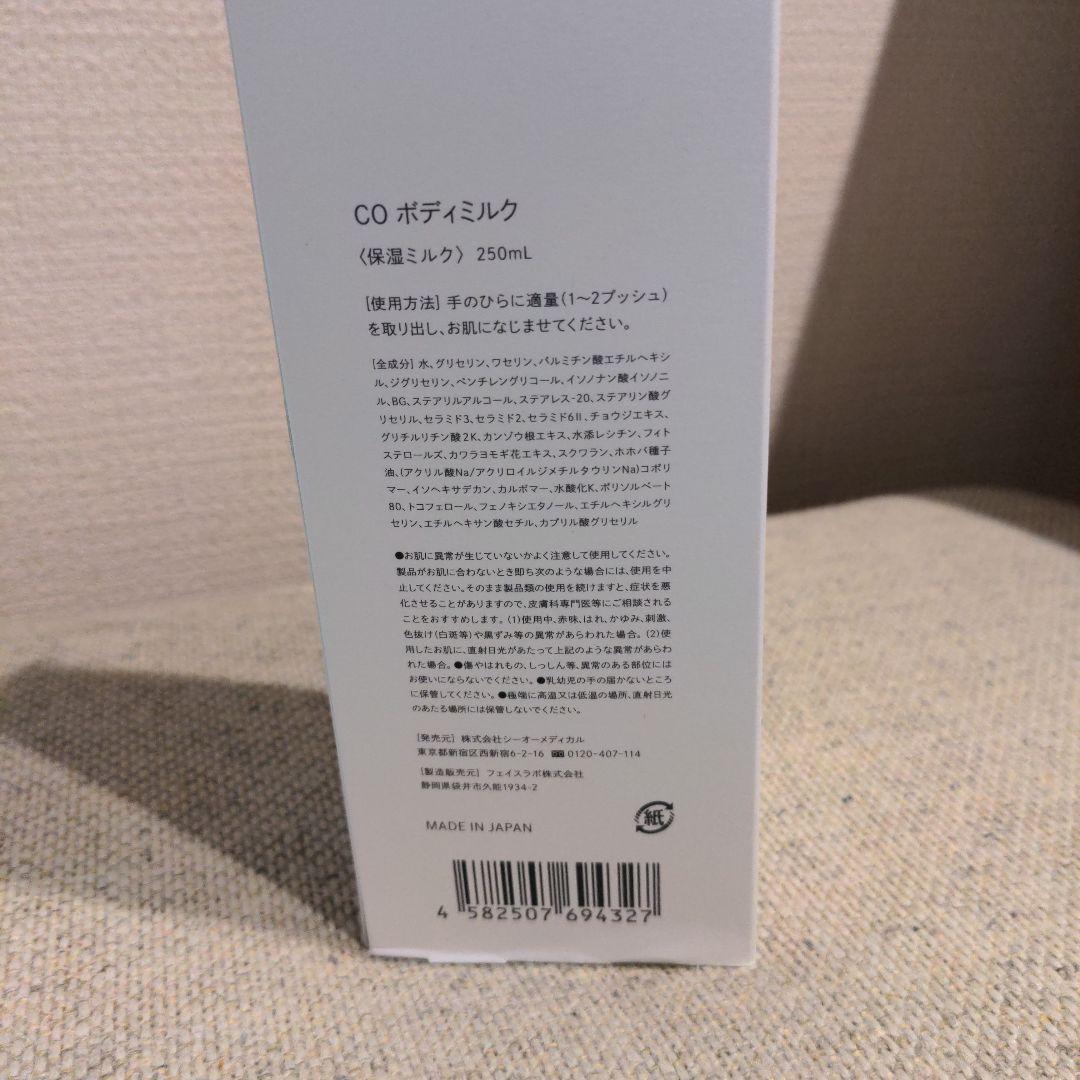 CO ボディミルク
〈保湿ミルク〉 250mL
[使用方法] 手のひらに適量(1〜2プッシュ)
を取り出し、お肌になじませてください。
[全成分] 水、グリセリン、ワセリン、パルミチン酸エチルヘキシ
ル、ジグリセリン、ペンチレングリコール、イソノナン酸イソノニ
ル、BG、ステアリルアルコール、ステアレス-20、ステアリン酸グ
リセリル、セラミド3、セラミド2、セラミド6Ⅱ、チョウジエキス、
グリチルリチン酸2K、カンゾウ根エキス、水添レシチン、フィト
ステロールズ、カワラヨモギ花エキス、スクワラン、ホホバ種子
油、(アクリル酸Na/アクリロイルジメチルタウリンNa)コポリ
マー、イソヘキサデカン、カルボマー、水酸化K、ポリソルベート
80、トコフェロール、フェノキシエタノール、エチルヘキシルグリ
セリン、エチルヘキサン酸セチル、カプリル酸グリセリル
●お肌に異常が生じていないかよく注意して使用してください。
製品がお肌に合わないとき即ち次のような場合には、使用を中
止してください。そのまま製品類の使用を続けますと、症状を悪
化させることがありますので、皮膚科専門医等にご相談される
ことをおすすめします。(1)使用中、赤味、はれ、かゆみ、刺激、
色抜け(白斑等)や黒ずみ等の異常があらわれた場合。(2)使
用したお肌に、直射日光があたって上記のような異常があらわ
れた場合。●傷やはれもの、しっしん等、異常のある部位には
お使いにならないでください。●乳幼児の手の届かないところ
に保管してください。●極端に高温又は低温の場所、直射日光
のあたる場所には保管しないでください。
[発売元] 株式会社シーオーメディカル
東京都新宿区西新宿6-2-16 0120-407-114
[製造販売元] フェイスラボ株式会社
静岡県袋井市久能1934-2
MADE IN JAPAN
紙
4 582507 694327